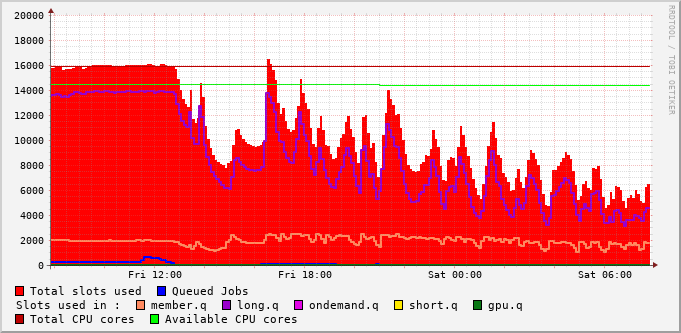 RRDTOOL / TOBI OETIKER
20000
18000
16000
14000
12000
10000
8000
6000
4000
2000
0
Fri 12:00 Fri 18:00 Sat 00:00 Sat 06:00
Total slots used Queued Jobs
Slots used in : member.q long.q ondemand.q short.q gpu.q
Total CPU cores Available CPU cores